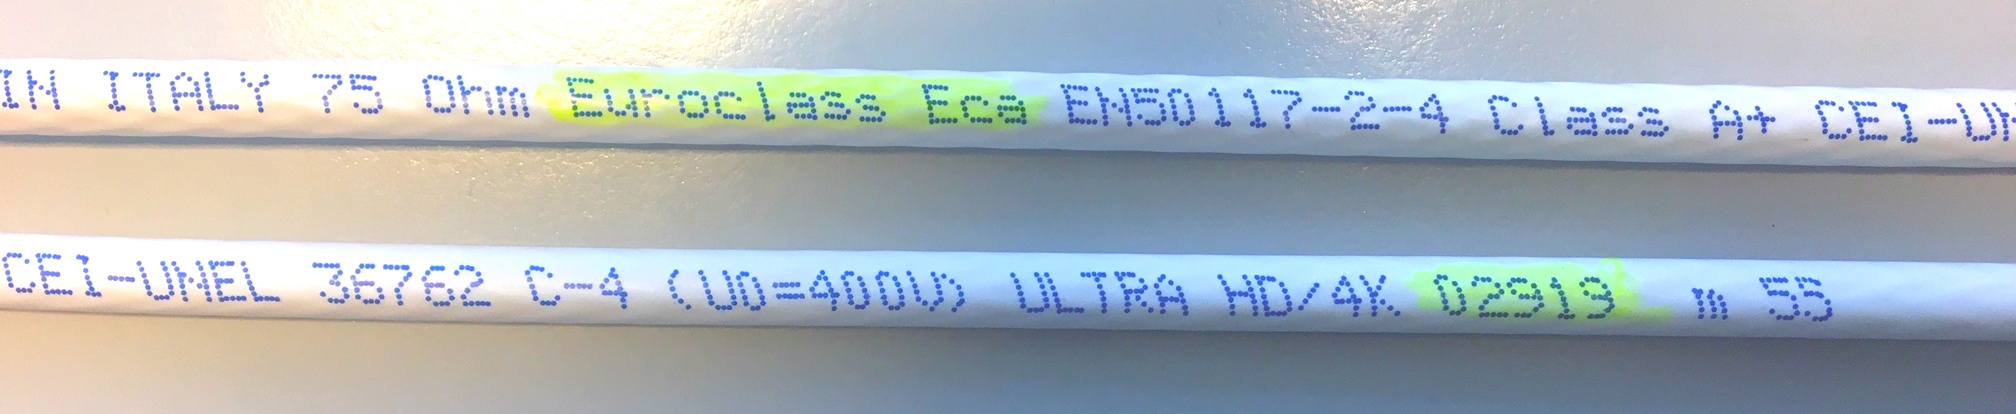 IN ITALY 75 Ohm Euroclass Eca EN50117-2-4 Class A+ CEI-UN
CEI-UNEL 36762 C-4 (U0=400V) ULTRA HD/4K 02919 m 55